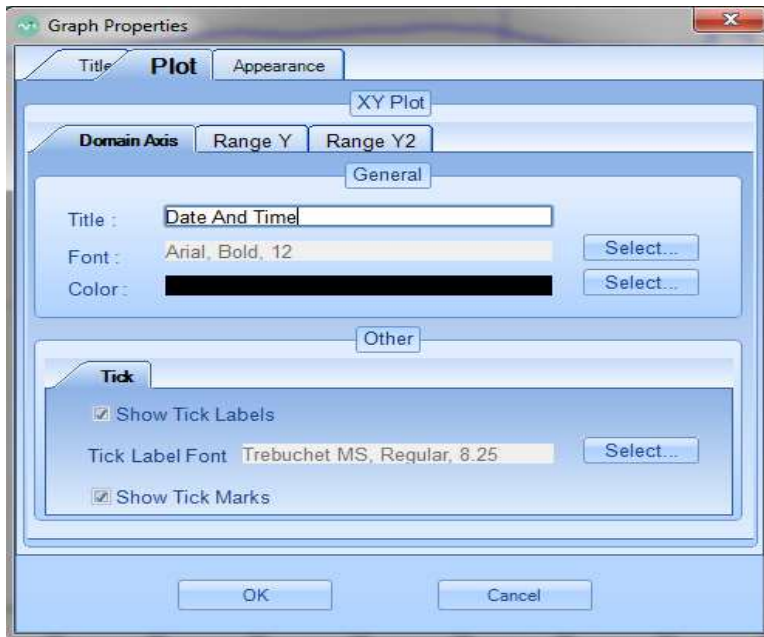 Graph Properties
Title Plot Appearance
XY Plot
Domain Axis Range Y Range Y2
General
Title : Date And Time
Font : Arial, Bold, 12 Select...
Color : Select...
Other
Tick
Show Tick Labels
Tick Label Font Trebuchet MS, Regular, 8.25 Select...
Show Tick Marks
OK Cancel